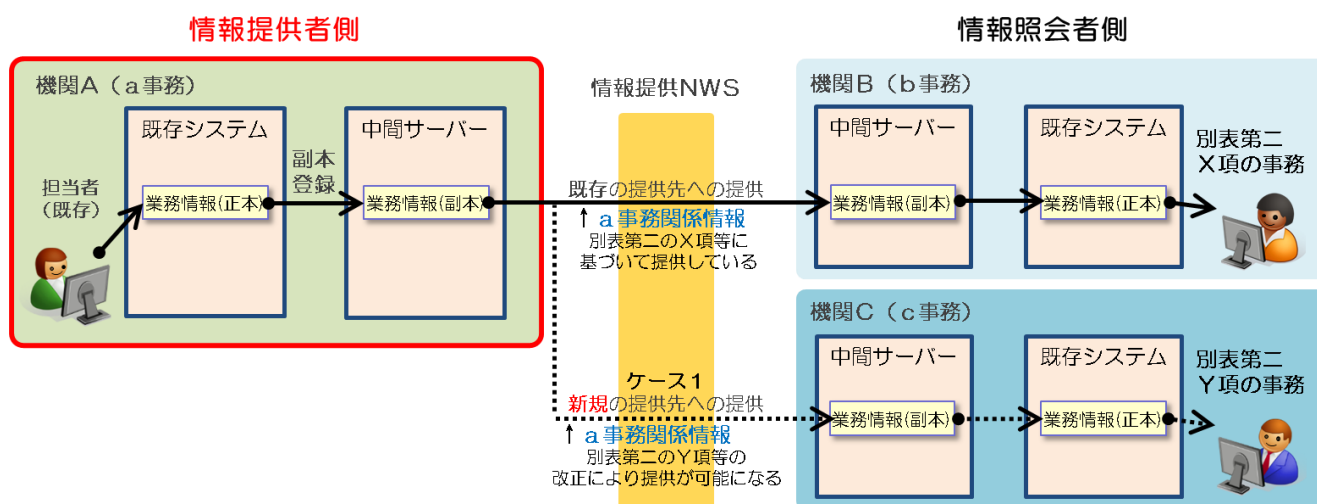 情報提供者側
情報照会者側
機関A(a事務)
既存システム
中間サーバー
担当者
(既存)
業務情報(正本)
副本
登録
業務情報(副本)
情報提供NWS
既存の提供先への提供
↑a事務関係情報
別表第二のX項等に
基づいて提供している
機関B(b事務)
中間サーバー
既存システム
業務情報(副本)
業務情報(正本)
別表第二
X項の事務
ケース1
新規の提供先への提供
↑a事務関係情報
別表第二のY項等の
改正により提供が可能になる
機関C(c事務)
中間サーバー
既存システム
業務情報(副本)
業務情報(正本)
別表第二
Y項の事務